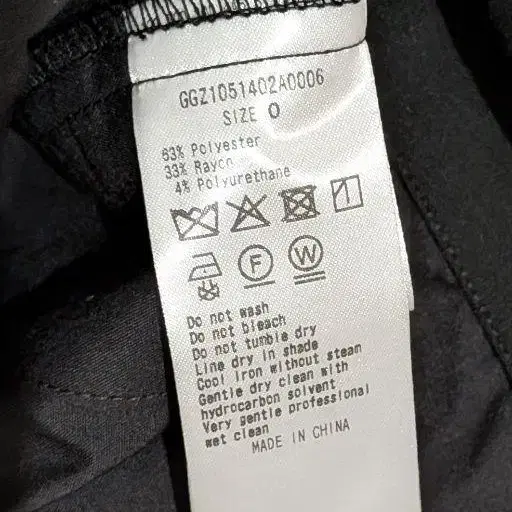 GGZ1051402A0006
SIZE 0
63% Polyester
33% Rayon
4% Polyurethane
F
W
Do not wash
Do not bleach
Do not tumble dry
Line dry in shade
Cool iron without steam
Gentle dry clean with
hydrocarbon solvent
Very gentle professional
wet clean
MADE IN CHINA